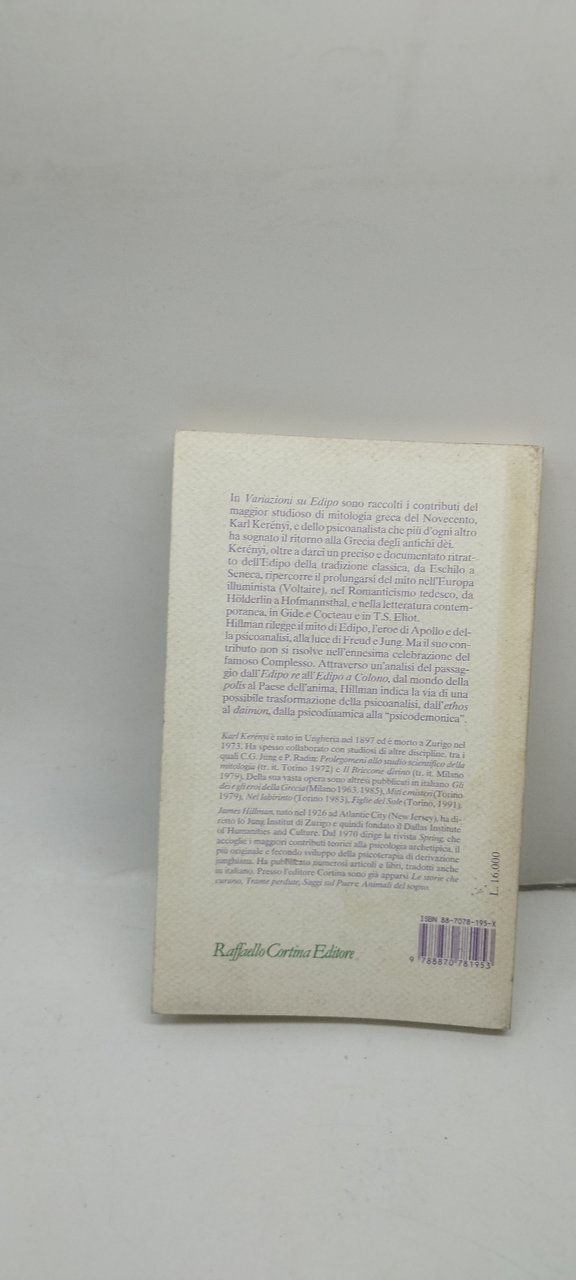 In Variazioni su Edipo sono raccolti i contributi del
maggior studioso di mitologia greca del Novecento,
Karl Kerényi, e dello psicoanalista che più d'ogni altro
ha sognato il ritorno alla Grecia degli antichi dèi.
Kerényi, oltre a darci un preciso e documentato ritrat-
to dell'Edipo della tradizione classica, da Eschilo a
Seneca, ripercorre il prolungarsi del mito nell'Europa
illuminista (Voltaire), nel Romanticismo tedesco, da
Hölderlin a Hofmannsthal, e nella letteratura contem-
poranea, in Gide e Cocteau e in T.S. Eliot.
Hillman rilegge il mito di Edipo, l'eroe di Apollo e del-
la psicoanalisi, alla luce di Freud e Jung. Ma il suo con-
tributo non si risolve nell'ennesima celebrazione del
famoso Complesso. Attraverso un'analisi del passag-
gio dall'Edipo re all'Edipo a Colono, dal mondo della
polis al Paese dell'anima, Hillman indica la via di una
possibile trasformazione della psicoanalisi, dall'ethos
al daimon, dalla psicodinamica alla "psicodemonica".
Karl Kerényi è nato in Ungheria nel 1897 ed è morto a Zurigo nel
1973. Ha spesso collaborato con studiosi di altre discipline, tra i
quali C.G. Jung e P. Radin: Prolegomeni allo studio scientifico della
mitologia (tr. it. Torino 1972) e Il Briccone divino (tr. it. Milano
1979). Della sua vasta opera sono altresì pubblicati in italiano Gli
dei e gli eroi della Grecia (Milano 1963, 1985), Miti e misteri (Torino
1979), Nel labirinto (Torino 1983), Figlie del Sole (Torino, 1991).
James Hillman, nato nel 1926 ad Atlantic City (New Jersey), ha di-
retto lo Jung Institut di Zurigo e quindi fondato il Dallas Institute
of Humanities and Culture. Dal 1970 dirige la rivista Spring, che
accoglie i maggiori contributi teorici alla psicologia archetipica, il
più originale e fecondo sviluppo della psicoterapia di derivazione
junghiana. Ha pubblicato numerosi articoli e libri, tradotti anche
in italiano. Presso l'editore Cortina sono già apparsi Le storie che
curano, Trame perdute, Saggi sul Puer e Animali del sogno.
L. 16.000
ISBN 88-7078-195-X
9 788870 781953
Raffaello Cortina Editore